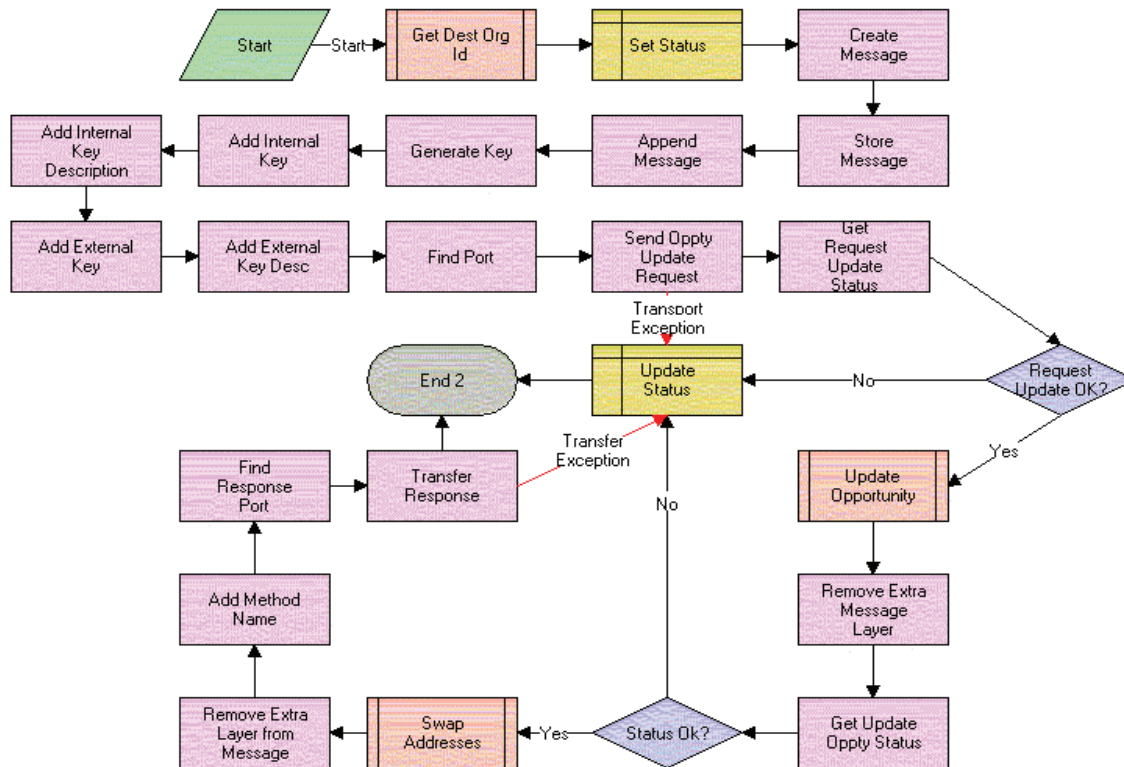 Start
Start
Get Dest Org
Id
Set Status
Create
Message
Add Internal
Key
Description
Add Internal
Key
Generate Key
Append
Message
Store
Message
Add External
Key
Add External
Key Desc
Find Port
Send Oppty
Update
Request
Get
Request
Update
Status
Transport
Exception
End 2
Update
Status
No
Request
Update OK?
Transfer
Exception
Yes
Find
Response
Port
Transfer
Response
No
Update
Opportunity
Add Method
Name
Remove Extra
Message
Layer
Remove Extra
Layer from
Message
Swap
Addresses
Yes
Status Ok?
Get Update
Oppty Status